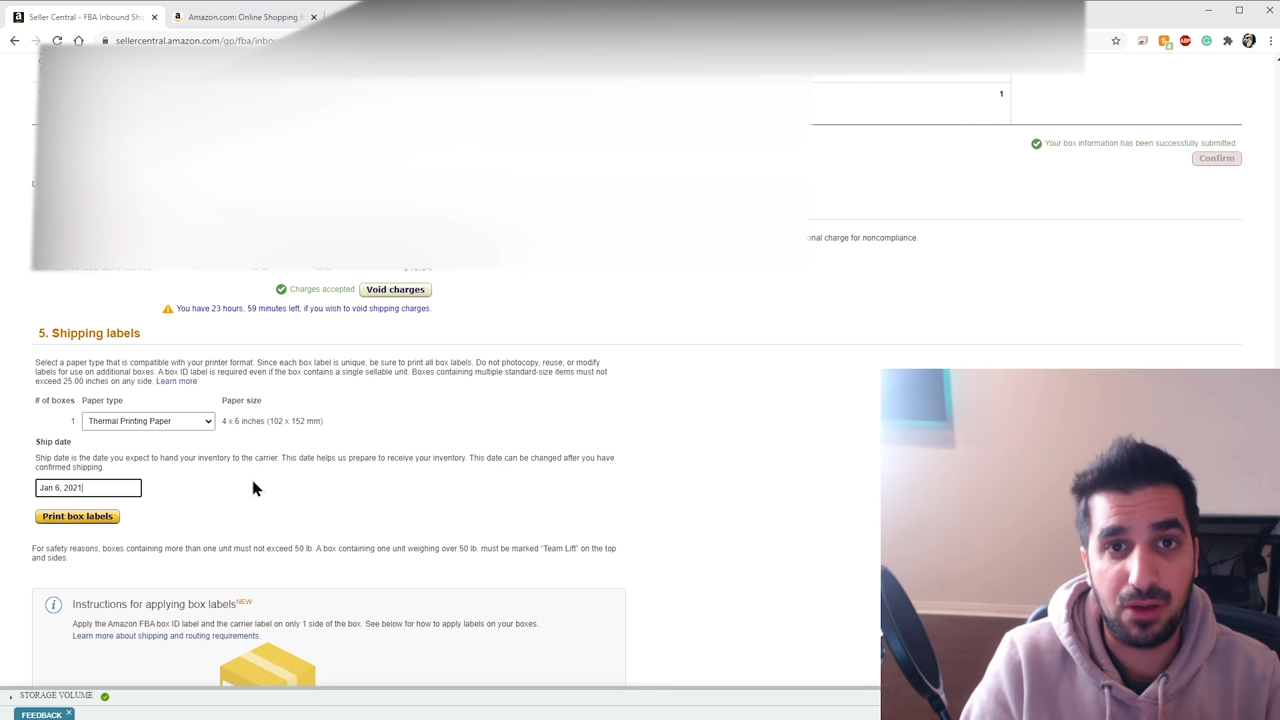 Seller Central - FBA Inbound Shi
Amazon.com: Online Shopping f
sellercentral.amazon.com/gp/fba/inbou
4
1
Your box information has been successfully submitted.
Confirm
onal charge for noncompliance.
Charges accepted Void charges
You have 23 hours, 59 minutes left, if you wish to void shipping charges.
5. Shipping labels
Select a paper type that is compatible with your printer format. Since each box label is unique, be sure to print all box labels. Do not photocopy, reuse, or modify
labels for use on additional boxes. A box ID label is required even if the box contains a single sellable unit. Boxes containing multiple standard-size items must not
exceed 25.00 inches on any side. Learn more
# of boxes Paper type Paper size
1 Thermal Printing Paper 4 x 6 inches (102 x 152 mm)
Ship date
Ship date is the date you expect to hand your inventory to the carrier. This date helps us prepare to receive your inventory. This date can be changed after you have
confirmed shipping.
Jan 6, 2021
Print box labels
For safety reasons, boxes containing more than one unit must not exceed 50 lb. A box containing one unit weighing over 50 lb. must be marked "Team Lift" on the top
and sides.
Instructions for applying box labels NEW
Apply the Amazon FBA box ID label and the carrier label on only 1 side of the box. See below for how to apply labels on your boxes.
Learn more about shipping and routing requirements.
STORAGE VOLUME
FEEDBACK